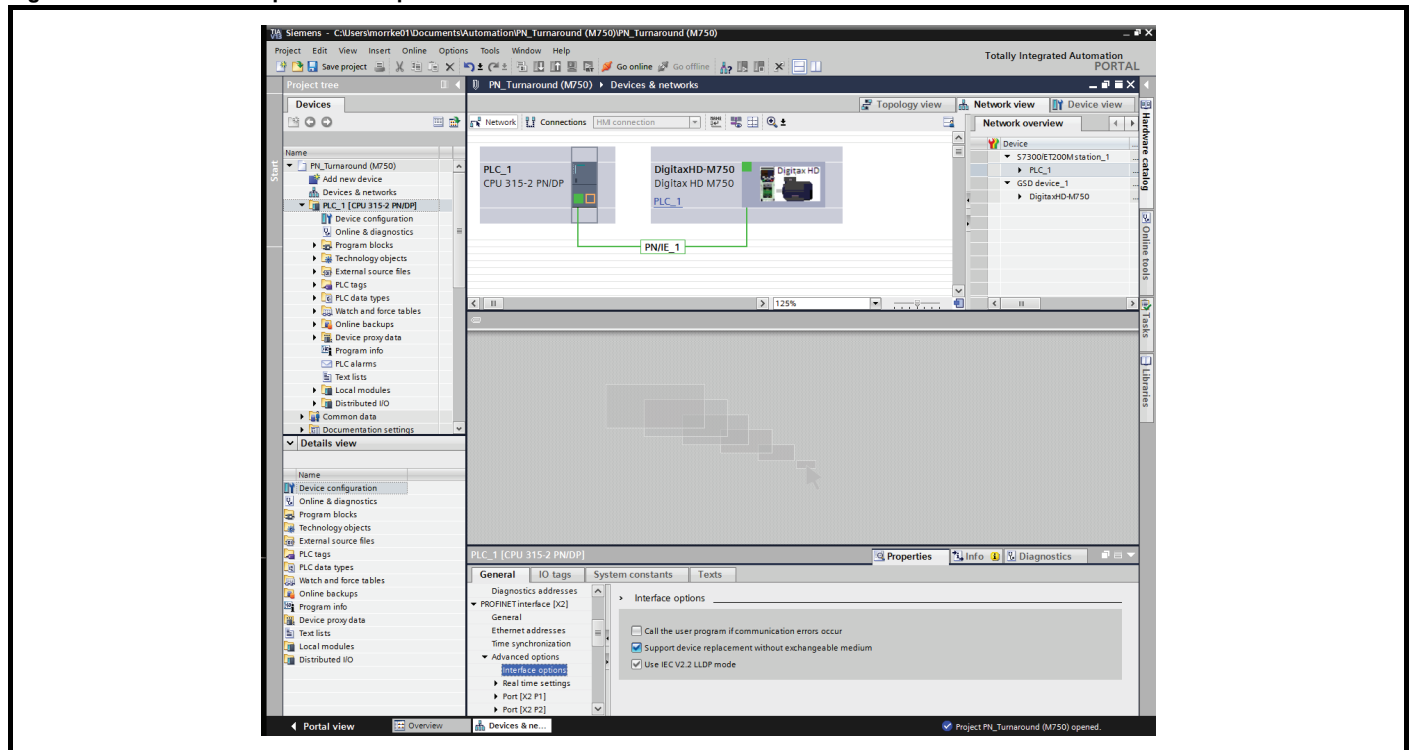 Siemens - C:\Users\morrke01\Documents\Automation\PN_Turnaround (M750)\PN_Turnaround (M750)
Project Edit View Insert Online Options Tools Window Help
Totally Integrated Automation
PORTAL
Save project
Go online
Go offline
Project tree
PN_Turnaround (M750) Devices & networks
Devices
Topology view
Network view
Device view
Network
Connections
HMI connection
Network overview
Name
Device
PN_Turnaround (M750)
Add new device
Devices & networks
PLC_1 [CPU 315-2 PN/DP]
Device configuration
Online & diagnostics
Program blocks
Technology objects
External source files
PLC tags
PLC data types
Watch and force tables
Online backups
Device proxy data
Program info
PLC alarms
Text lists
Local modules
Distributed I/O
Common data
Documentation settings
PLC_1
CPU 315-2 PN/DP
DigitaxHD-M750
Digitax HD M750
PLC_1
Digitax HD
PN/IE_1
125%
S7300/ET200M station_1
PLC_1
GSD device_1
DigitaxHD-M750
Start
Hardware catalog
Online tools
Tasks
Libraries
Details view
Name
Device configuration
Online & diagnostics
Program blocks
Technology objects
External source files
PLC tags
PLC data types
Watch and force tables
Online backups
Program info
Device proxy data
Text lists
Local modules
Distributed I/O
PLC_1 [CPU 315-2 PN/DP]
Properties
Info
Diagnostics
General
IO tags
System constants
Texts
Diagnostics addresses
PROFINET interface [X2]
General
Ethernet addresses
Time synchronization
Advanced options
Interface options
Real time settings
Port [X2 P1]
Port [X2 P2]
Interface options
Call the user program if communication errors occur
Support device replacement without exchangeable medium
Use IEC V2.2 LLDP mode
Portal view
Overview
Devices & ne...
Project PN_Turnaround (M750) opened.